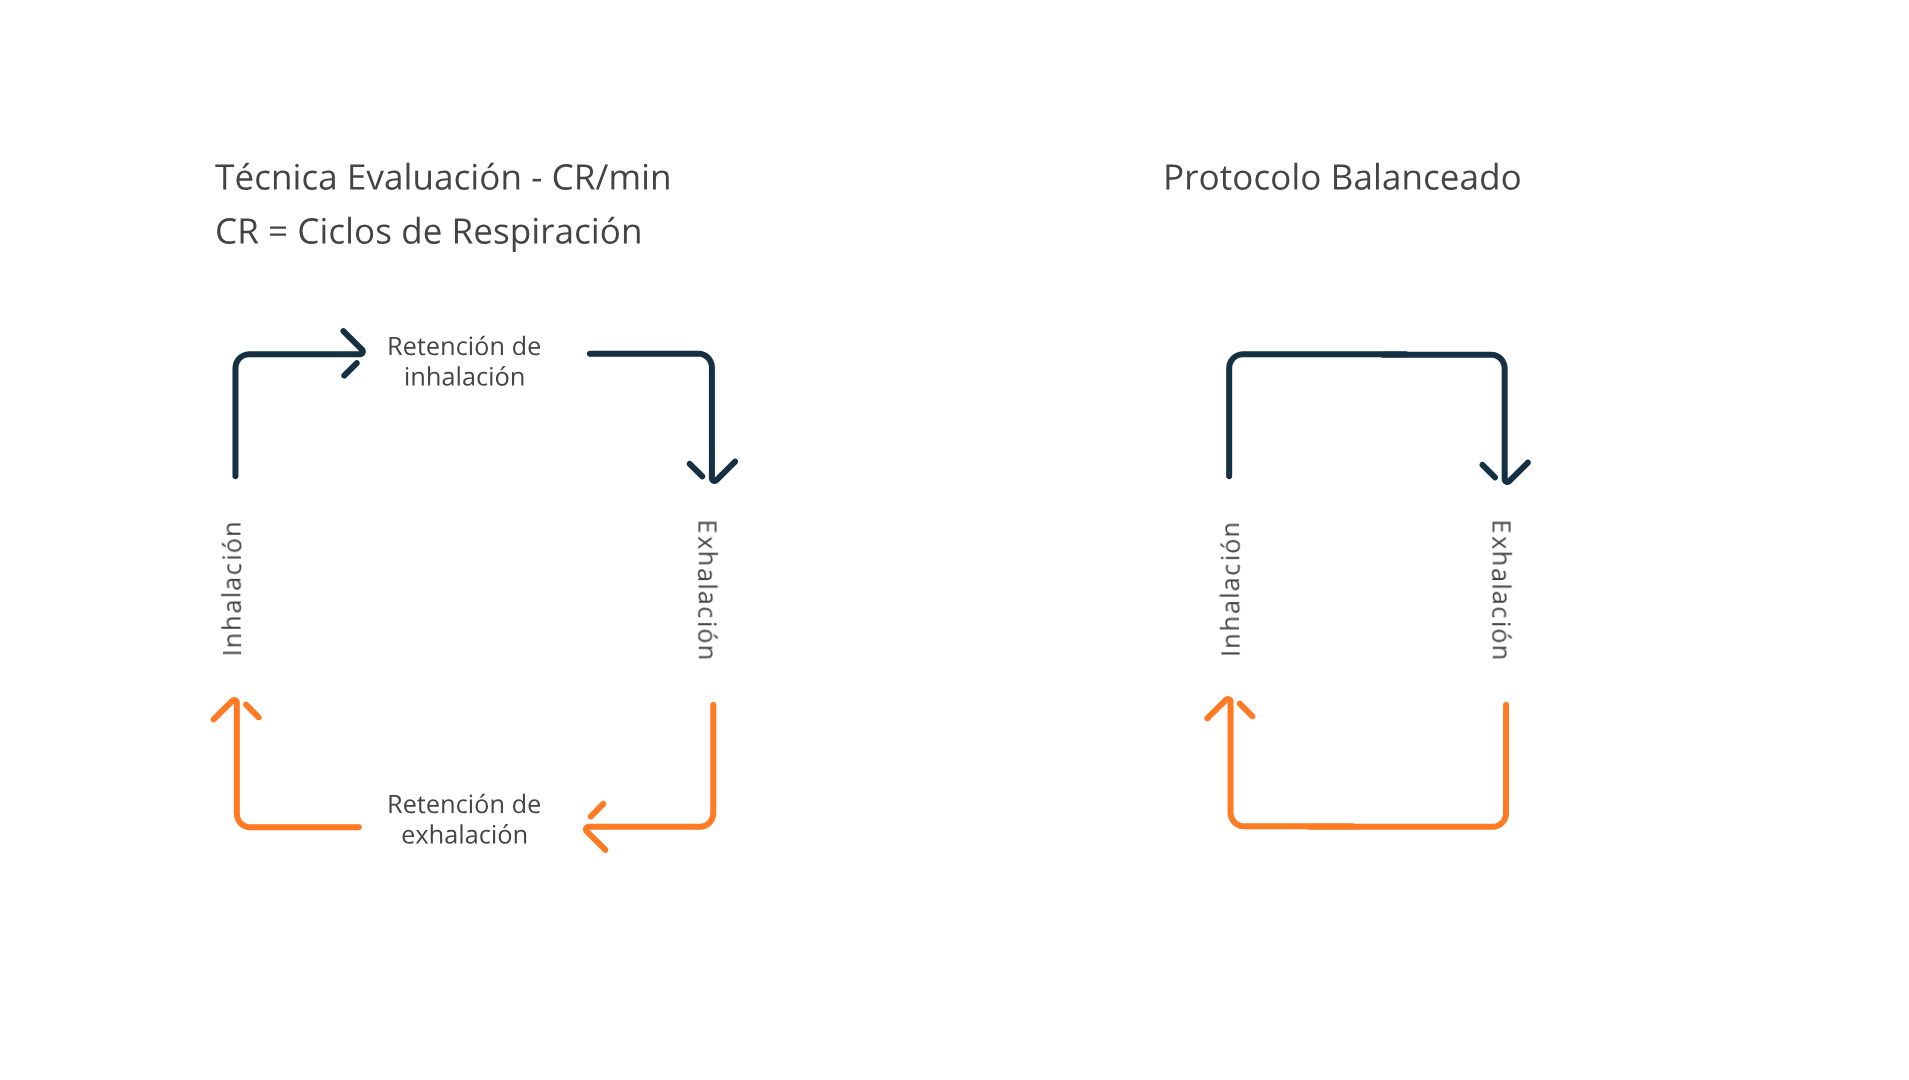 Técnica Evaluación - CR/min
CR = Ciclos de Respiración
Retención de
inhalación
Inhalación
Exhalación
Retención de
exhalación
Protocolo Balanceado
Inhalación
Exhalación